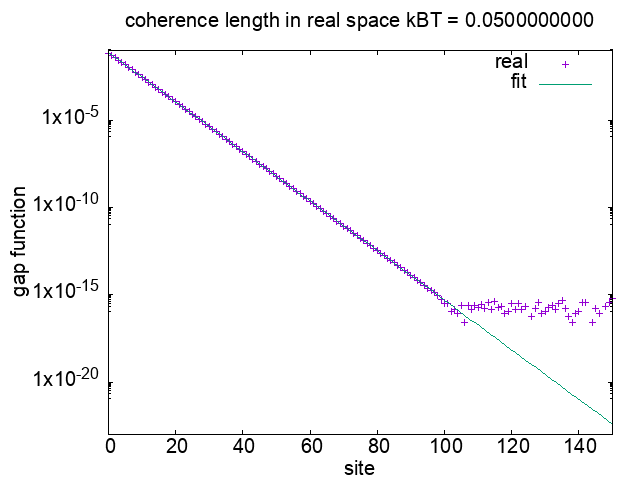 coherence length in real space kBT = 0.0500000000
real
fit
1x10-5
1x10-10
1x10-15
1x10-20
gap function
0 20 40 60 80 100 120 140
site